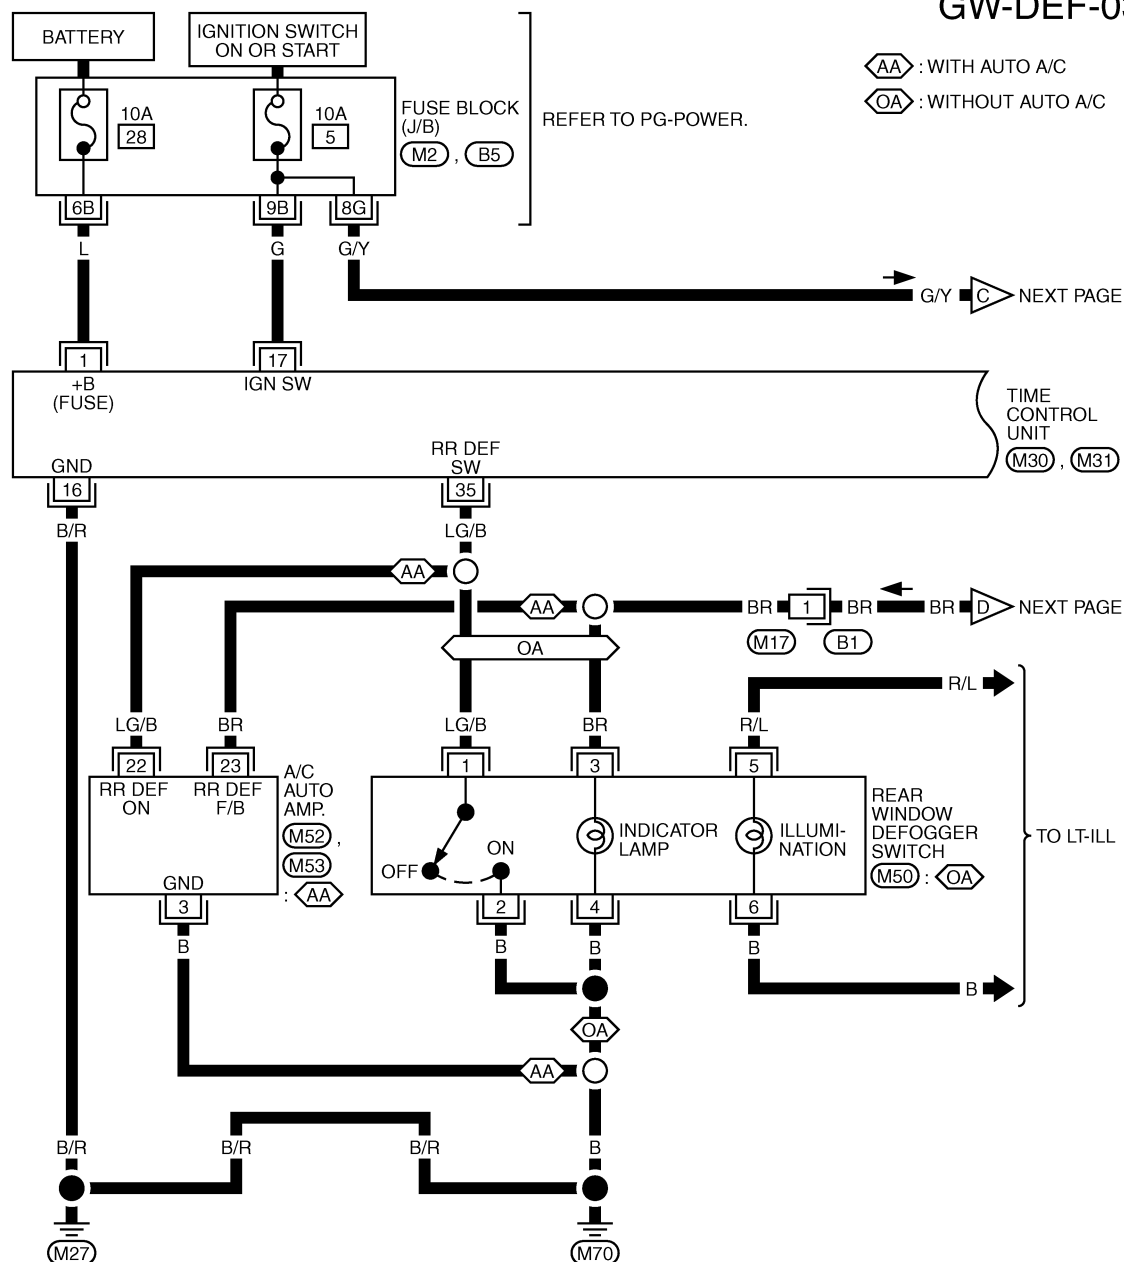 GW-DEF-03
BATTERY
IGNITION SWITCH
ON OR START
AA : WITH AUTO A/C
OA : WITHOUT AUTO A/C
10A
28
10A
5
FUSE BLOCK
(J/B)
M2 , B5
REFER TO PG-POWER.
6B
9B
8G
L
G
G/Y
G/Y
C
NEXT PAGE
1
17
+B
(FUSE)
IGN SW
TIME
CONTROL
UNIT
M30 , M31
GND
RR DEF
SW
16
35
B/R
LG/B
AA
AA
BR
1
BR
BR
D
NEXT PAGE
M17
B1
OA
R/L
LG/B
BR
LG/B
BR
R/L
22
23
1
3
5
RR DEF
ON
RR DEF
F/B
A/C
AUTO
AMP.
M52 ,
M53
: AA
GND
OFF
ON
INDICATOR
LAMP
ILLUMI-
NATION
REAR
WINDOW
DEFOGGER
SWITCH
M50 : OA
TO LT-ILL
3
2
4
6
B
B
B
B
B
OA
AA
B/R
B/R
B/R
B
M27
M70